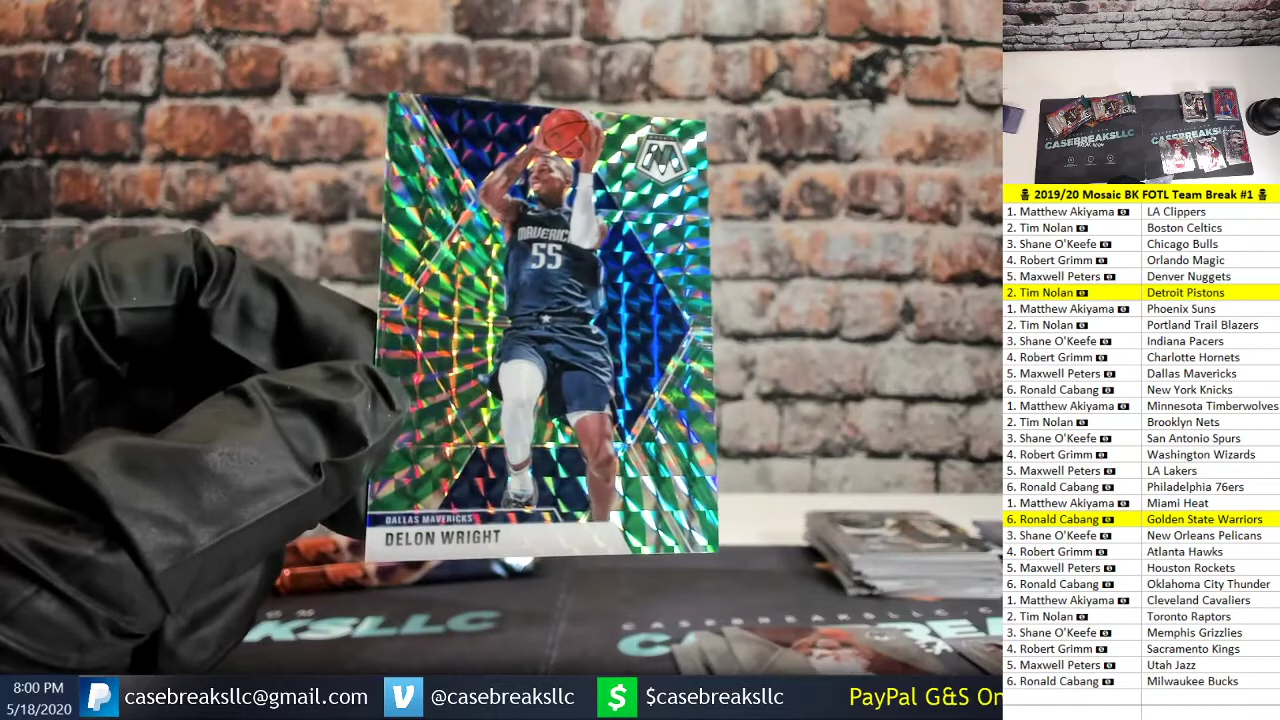 MAVERICKS
55
DALLAS MAVERICKS
DELON WRIGHT
CASEBREAKSLLC
2019/20 Mosaic BK FOTL Team Break #1
1. Matthew Akiyama LA Clippers
2. Tim Nolan Boston Celtics
3. Shane O'Keefe Chicago Bulls
4. Robert Grimm Orlando Magic
5. Maxwell Peters Denver Nuggets
2. Tim Nolan Detroit Pistons
1. Matthew Akiyama Phoenix Suns
2. Tim Nolan Portland Trail Blazers
3. Shane O'Keefe Indiana Pacers
4. Robert Grimm Charlotte Hornets
5. Maxwell Peters Dallas Mavericks
6. Ronald Cabang New York Knicks
1. Matthew Akiyama Minnesota Timberwolves
2. Tim Nolan Brooklyn Nets
3. Shane O'Keefe San Antonio Spurs
4. Robert Grimm Washington Wizards
5. Maxwell Peters LA Lakers
6. Ronald Cabang Philadelphia 76ers
1. Matthew Akiyama Miami Heat
6. Ronald Cabang Golden State Warriors
3. Shane O'Keefe New Orleans Pelicans
4. Robert Grimm Atlanta Hawks
5. Maxwell Peters Houston Rockets
6. Ronald Cabang Oklahoma City Thunder
1. Matthew Akiyama Cleveland Cavaliers
2. Tim Nolan Toronto Raptors
3. Shane O'Keefe Memphis Grizzlies
4. Robert Grimm Sacramento Kings
5. Maxwell Peters Utah Jazz
6. Ronald Cabang Milwaukee Bucks
8:00 PM
5/18/2020
casebreaksllc@gmail.com
@casebreaksllc
$casebreaksllc
PayPal G&S On